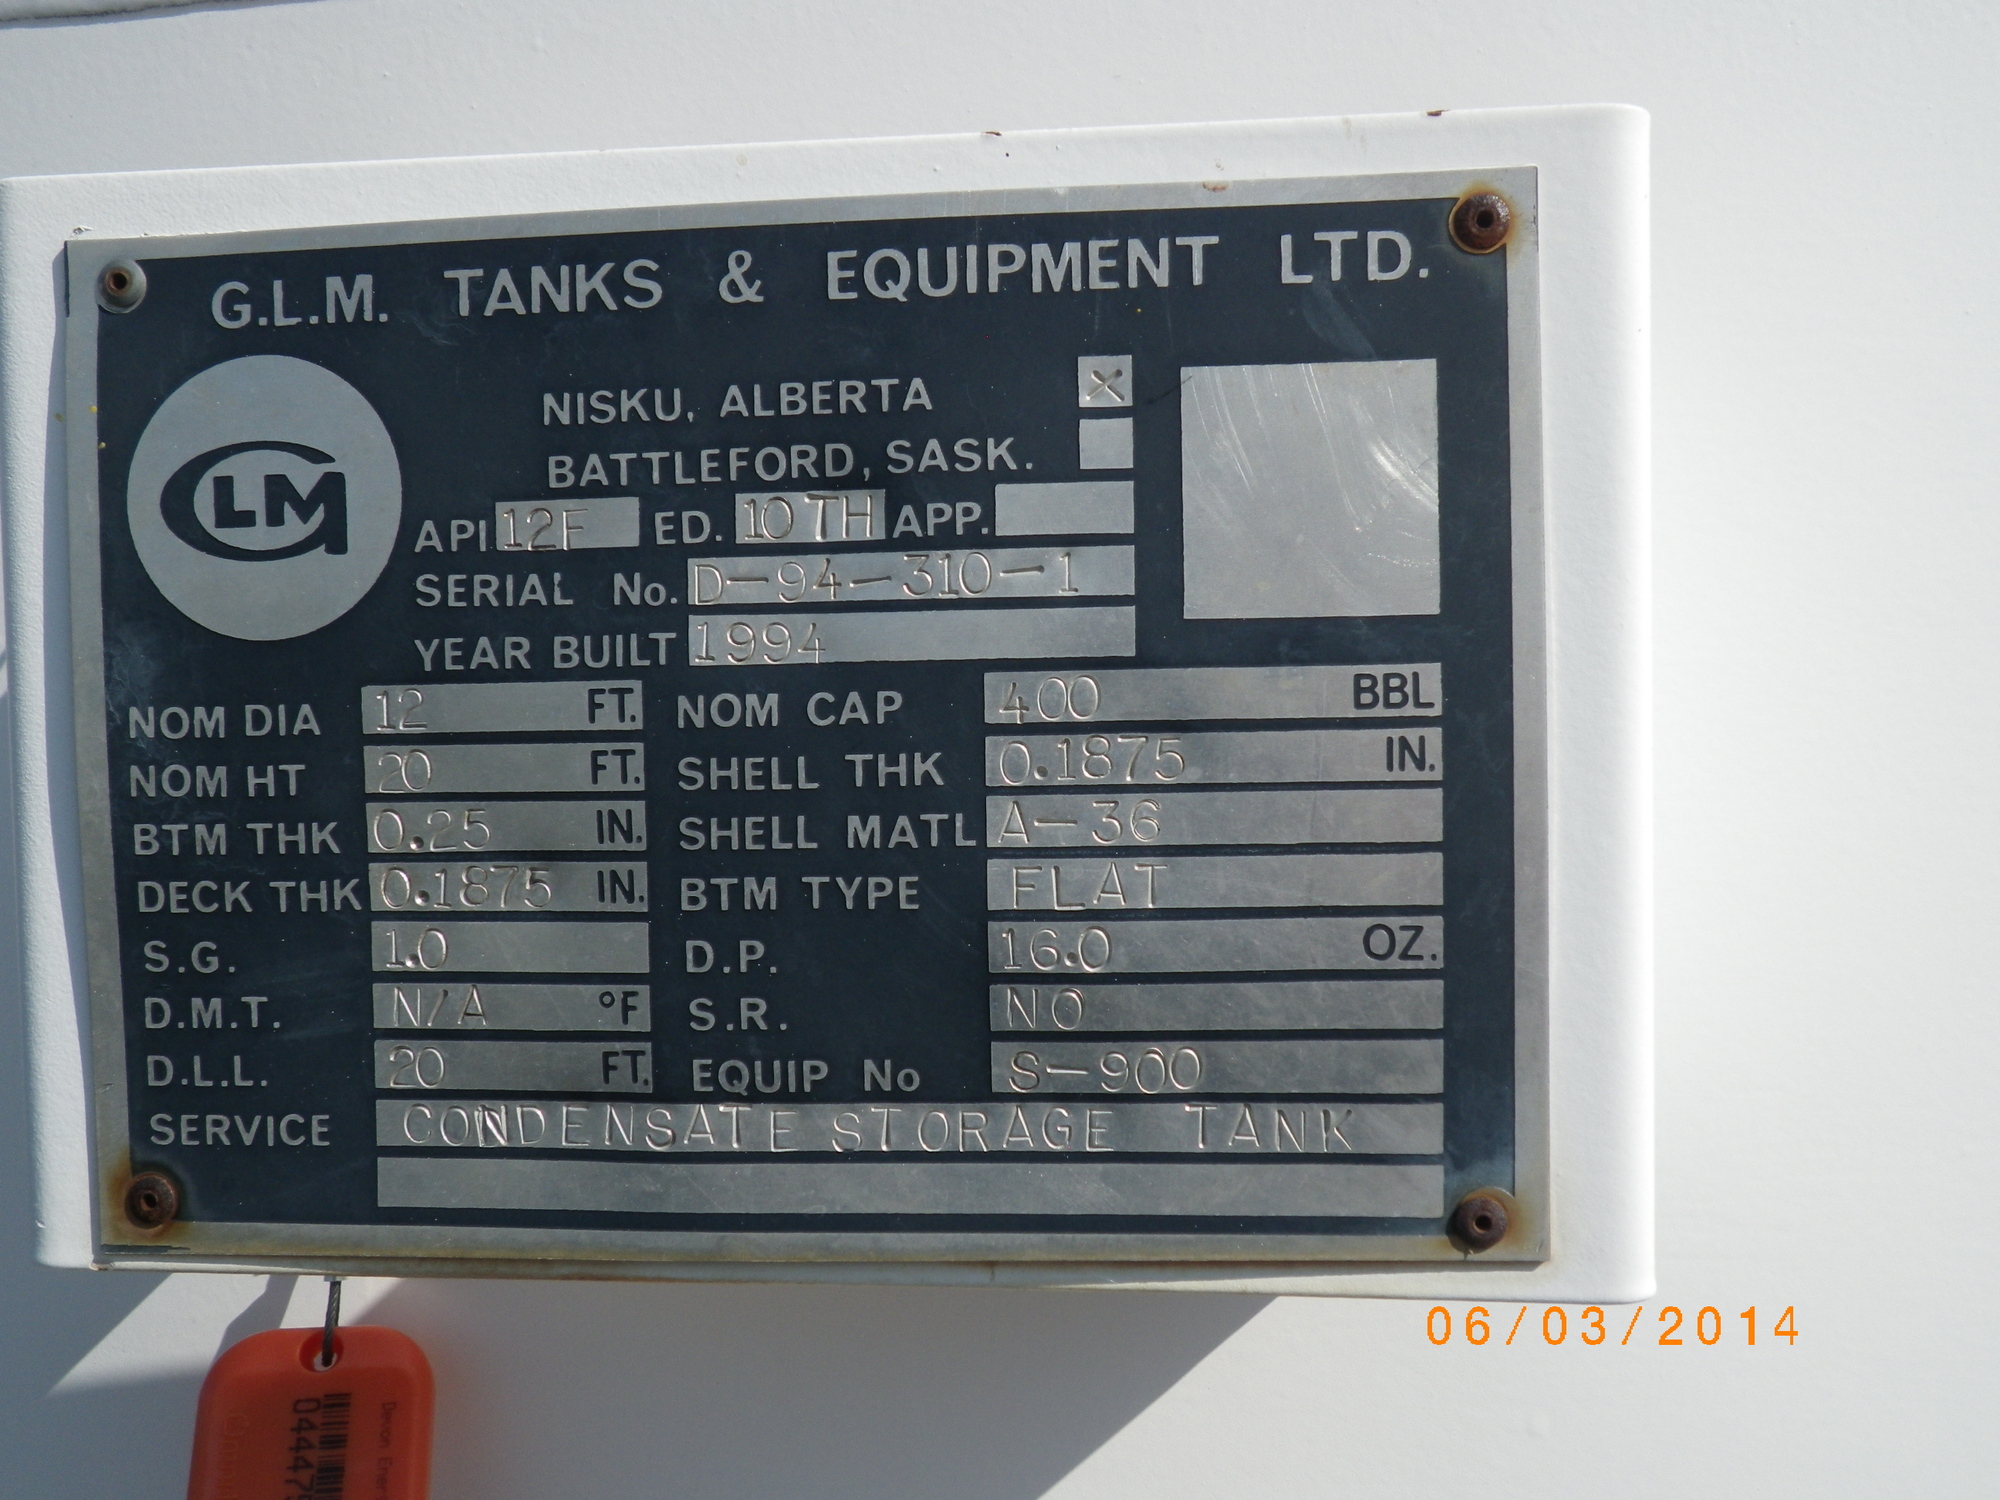 G.L.M. TANKS & EQUIPMENT LTD.
GLM
NISKU, ALBERTA X
BATTLEFORD, SASK.
API. 12F ED. 10TH APP.
SERIAL No. D-94-310-1
YEAR BUILT 1994
NOM DIA 12 FT. NOM CAP 400 BBL
NOM HT 20 FT. SHELL THK 0.1875 IN.
BTM THK 0.25 IN. SHELL MATL A-36
DECK THK 0.1875 IN. BTM TYPE FLAT
S.G. 1.0 D.P. 16.0 OZ.
D.M.T. N/A °F S.R. NO
D.L.L. 20 FT. EQUIP No S-900
SERVICE CONDENSATE STORAGE TANK
06/03/2014
Devon